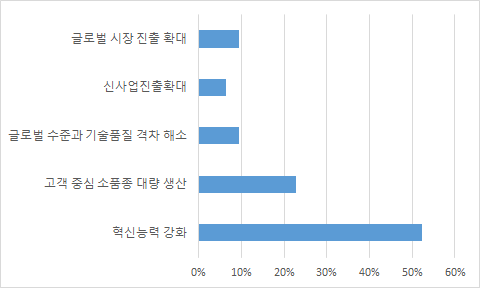 글로벌 시장 진출 확대
신사업진출확대
글로벌 수준과 기술품질 격차 해소
고객 중심 소품종 대량 생산
혁신능력 강화
0% 10% 20% 30% 40% 50% 60%